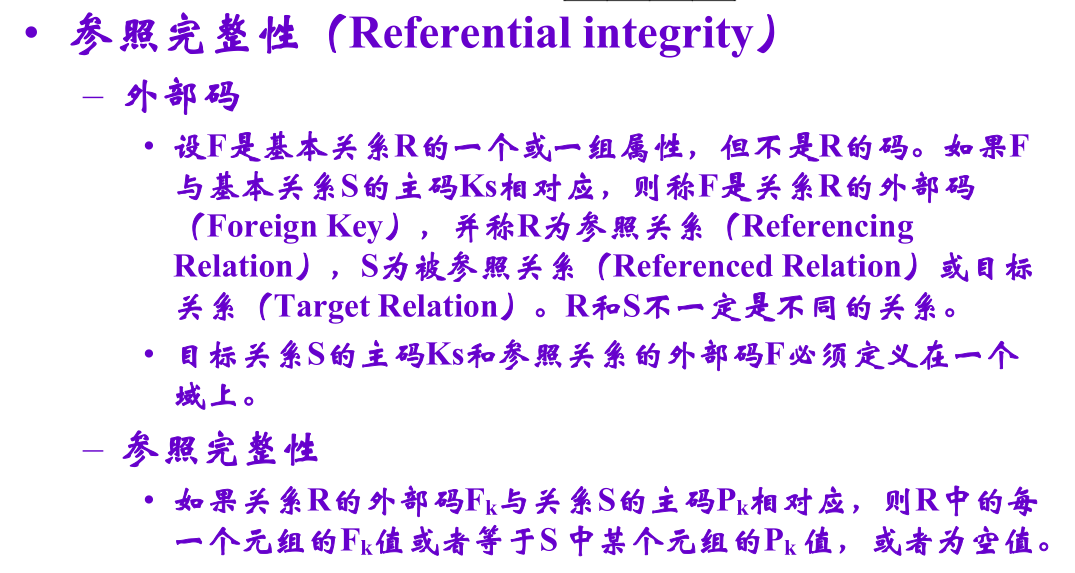 • 参照完整性（Referential integrity）
– 外部码
• 设F是基本关系R的一个或一组属性，但不是R的码。如果F
与基本关系S的主码Ks相对应，则称F是关系R的外部码
（Foreign Key），并称R为参照关系（Referencing
Relation），S为被参照关系（Referenced Relation）或目标
关系（Target Relation）。R和S不一定是不同的关系。
• 目标关系S的主码Ks和参照关系的外部码F必须定义在一个
域上。
– 参照完整性
• 如果关系R的外部码Fk与关系S的主码Pk相对应，则R中的每
一个元组的Fk值或者等于S 中某个元组的Pk 值，或者为空值。